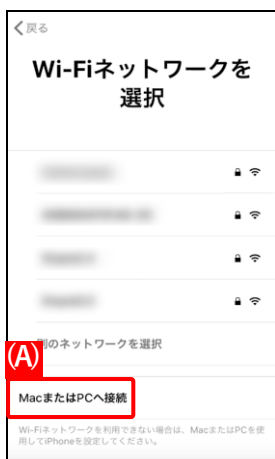 戻る
Wi-Fiネットワークを
選択
別のネットワークを選択
(A)
MacまたはPCへ接続
Wi-Fiネットワークを利用できない場合は、MacまたはPCを使
用してiPhoneを設定してください。